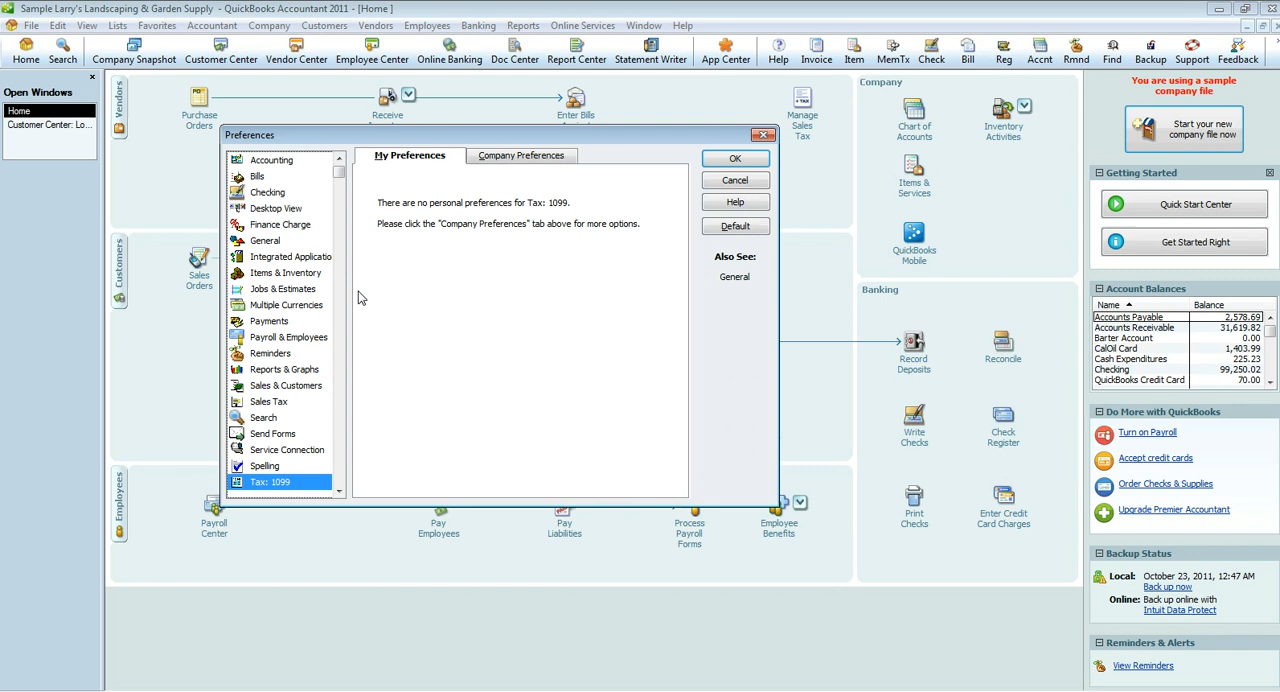 Sample Larry's Landscaping & Garden Supply - QuickBooks Accountant 2011 - [Home ]
File Edit View Lists Favorites Accountant Company Customers Vendors Employees Banking Reports Online Services Window Help
Home Search Company Snapshot Customer Center Vendor Center Employee Center Online Banking Doc Center Report Center Statement Writer App Center Help Invoice Item MemTx Check Bill Reg Accnt Rmnd Find Backup Support Feedback
Open Windows
Home
Customer Center: Lo...
Vendors
Purchase
Orders
Receive
Enter Bills
Manage
Sales
Tax
Customers
Sales
Orders
Employees
Payroll
Center
Pay
Employees
Pay
Liabilities
Process
Payroll
Forms
Employee
Benefits
Preferences
Accounting
Bills
Checking
Desktop View
Finance Charge
General
Integrated Applicatio
Items & Inventory
Jobs & Estimates
Multiple Currencies
Payments
Payroll & Employees
Reminders
Reports & Graphs
Sales & Customers
Sales Tax
Search
Send Forms
Service Connection
Spelling
Tax: 1099
My Preferences Company Preferences
There are no personal preferences for Tax: 1099.
Please click the "Company Preferences" tab above for more options.
OK
Cancel
Help
Default
Also See:
General
Company
Chart of
Accounts
Inventory
Activities
Items &
Services
QuickBooks
Mobile
Banking
Record
Deposits
Reconcile
Write
Checks
Check
Register
Print
Checks
Enter Credit
Card Charges
You are using a sample
company file
Start your new
company file now
Getting Started
Quick Start Center
Get Started Right
Account Balances
Name Balance
Accounts Payable 2,578.69
Accounts Receivable 31,619.82
Barter Account 0.00
CalOil Card 1,403.99
Cash Expenditures 225.23
Checking 99,250.02
QuickBooks Credit Card 70.00
Do More with QuickBooks
Turn on Payroll
Accept credit cards
Order Checks & Supplies
Upgrade Premier Accountant
Backup Status
Local: October 23, 2011, 12:47 AM
Back up now
Online: Back up online with
Intuit Data Protect
Reminders & Alerts
View Reminders